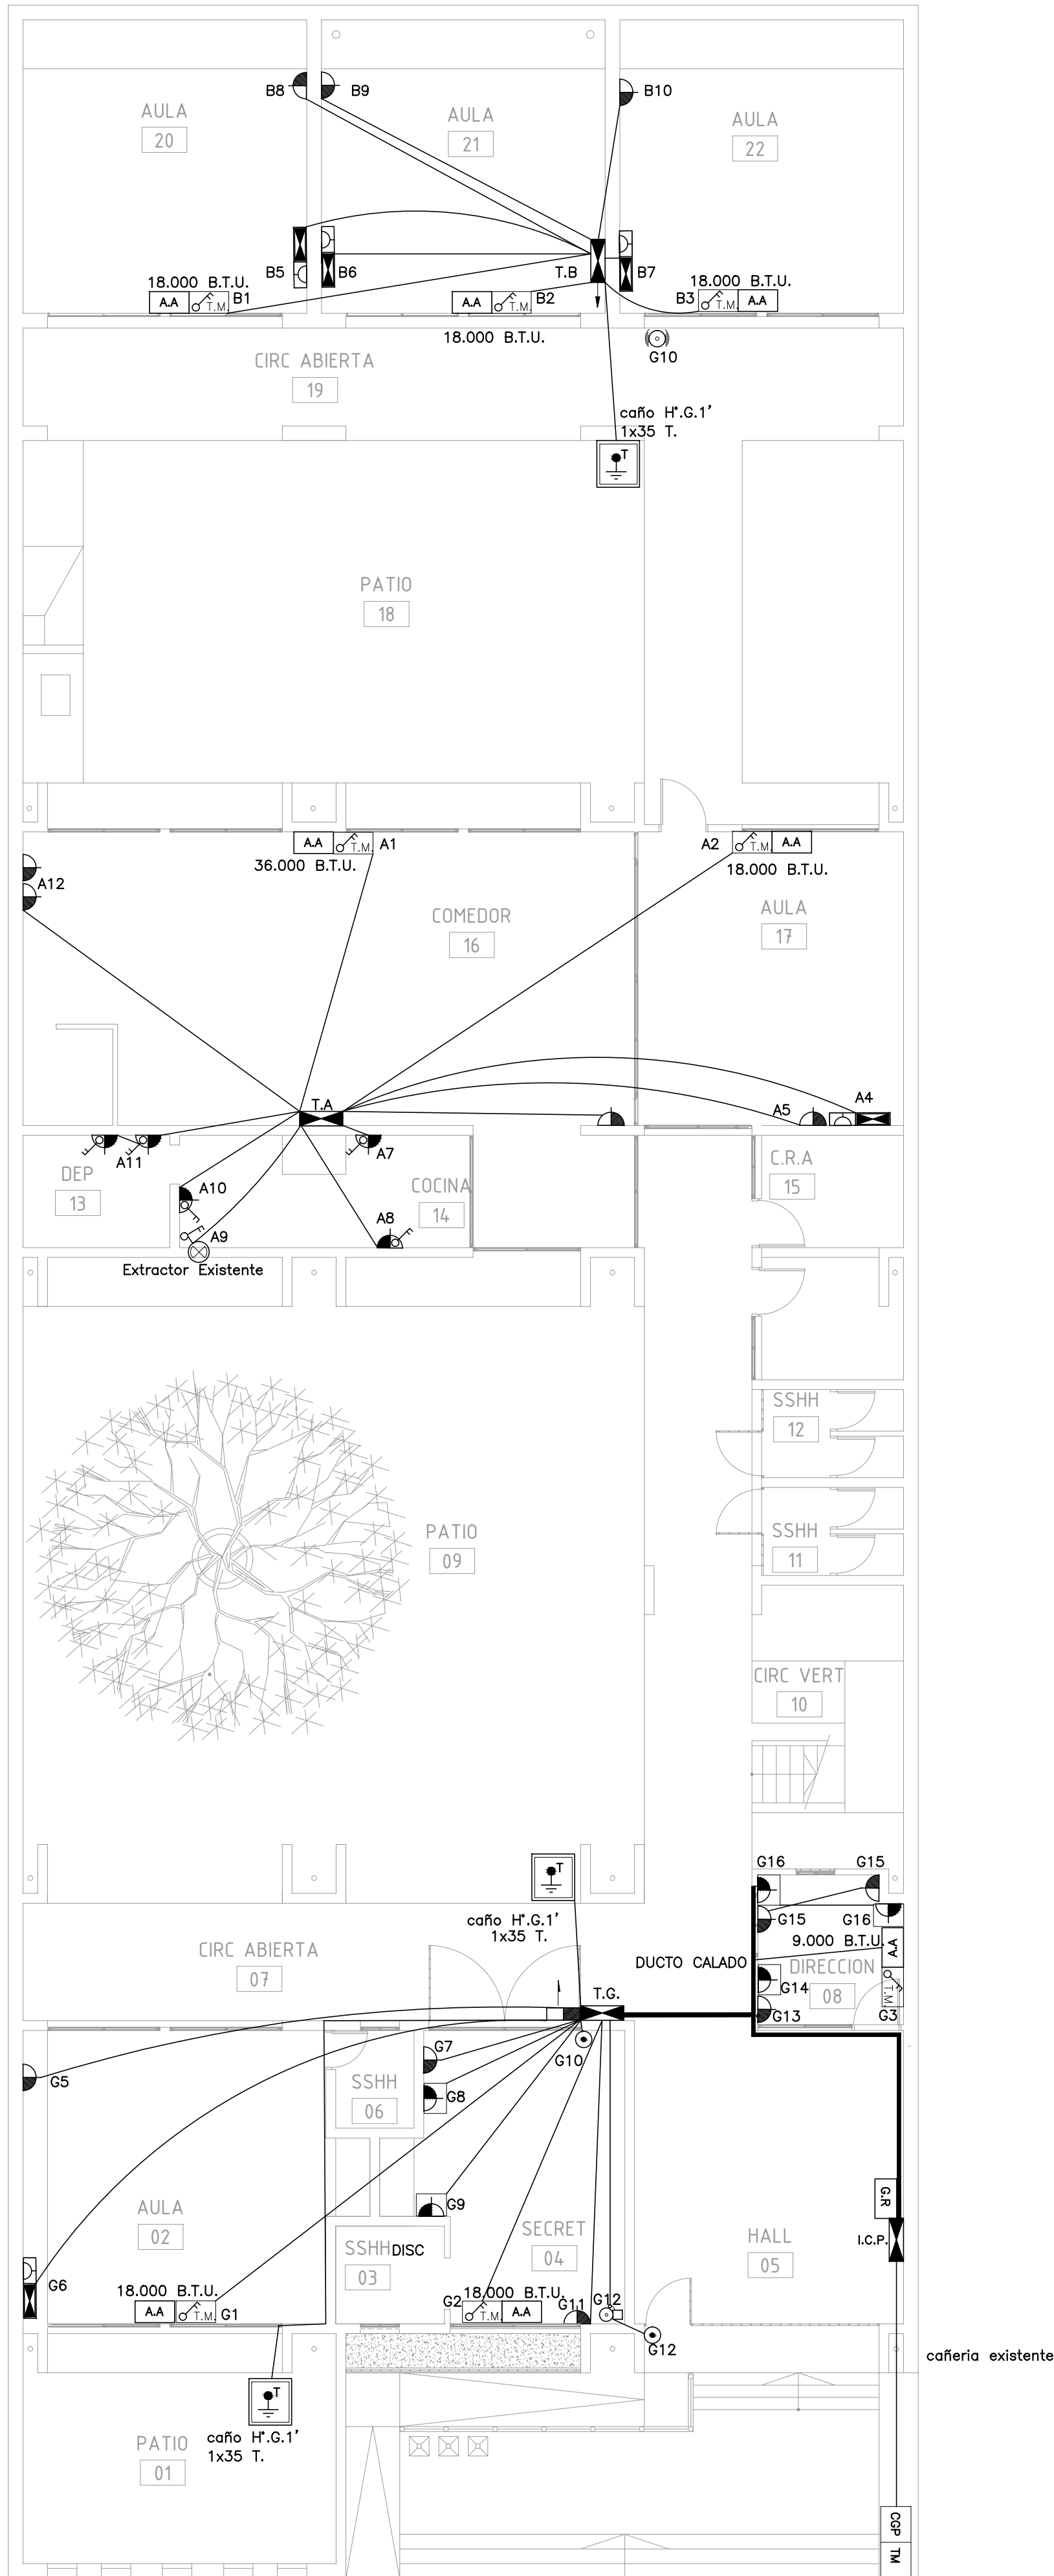 B8
B9
B10
AULA
20
AULA
21
AULA
22
B5
B6
T.B
B7
18.000 B.T.U.
A.A
T.M.
B1
A.A
T.M.
B2
18.000 B.T.U.
18.000 B.T.U.
B3
T.M.
A.A
G10
CIRC ABIERTA
19
caño H°.G.1'
1x35 T.
T
PATIO
18
A.A
T.M.
A1
36.000 B.T.U.
A2
T.M.
A.A
18.000 B.T.U.
A12
COMEDOR
16
AULA
17
T.A
A5
A4
A11
A7
DEP
13
A10
COCINA
14
C.R.A
15
A8
A9
Extractor Existente
SSHH
12
PATIO
09
SSHH
11
CIRC VERT
10
T
G16
G15
G15
G16
caño H°.G.1'
1x35 T.
CIRC ABIERTA
07
9.000 B.T.U.
A.A
DUCTO CALADO
DIRECCION
08
G14
T.M.
G3
G13
T.G.
G10
G5
G7
SSHH
06
G8
G9
AULA
02
G.R
SECRET
04
HALL
05
I.C.P.
SSHH DISC
03
G6
18.000 B.T.U.
A.A
T.M.
G1
18.000 B.T.U.
G2
T.M.
A.A
G11
G12
G12
cañeria existente
T
caño H°.G.1'
1x35 T.
PATIO
01
CGP
TM